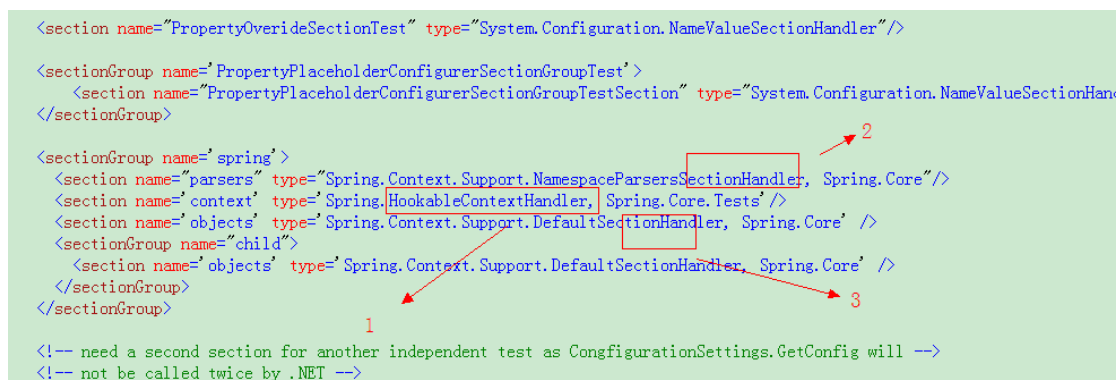 <section name="PropertyOverideSectionTest" type="System.Configuration.NameValueSectionHandler"/>
<sectionGroup name='PropertyPlaceholderConfigurerSectionGroupTest'>
<section name="PropertyPlaceholderConfigurerSectionGroupTestSection" type="System.Configuration.NameValueSectionHan
</sectionGroup>
2
<sectionGroup name='spring'>
<section name="parsers" type="Spring.Context.Support.NamespaceParsersSectionHandler, Spring.Core"/>
<section name='context' type='Spring.HookableContextHandler, Spring.Core.Tests'/>
<section name='objects' type='Spring.Context.Support.DefaultSectionHandler, Spring.Core' />
<sectionGroup name="child">
<section name='objects' type='Spring.Context.Support.DefaultSectionHandler, Spring.Core' />
</sectionGroup>
3
</sectionGroup>
1
<!-- need a second section for another independent test as CongfigurationSettings.GetConfig will -->
<!-- not be called twice by .NET -->